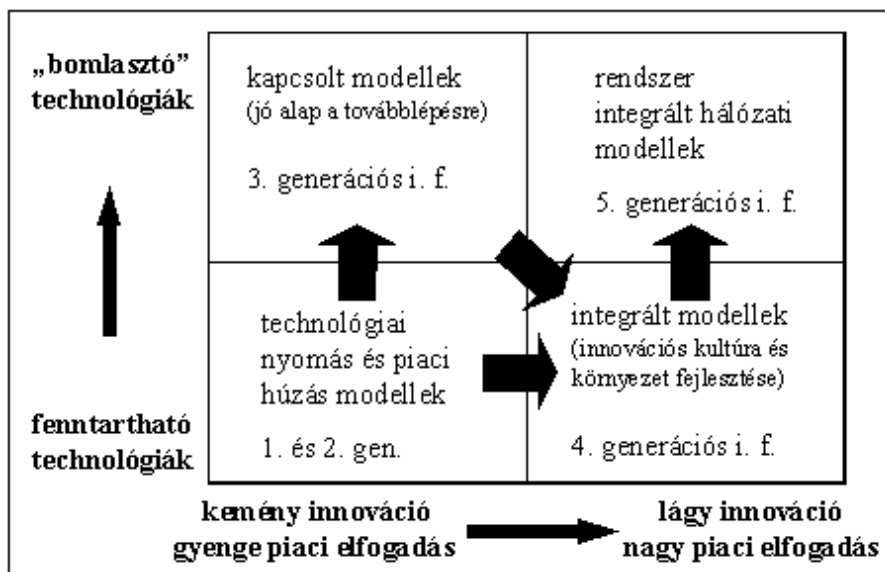 „bomlasztó”
technológiák
kapcsolt modellek
(jó alap a továbblépésre)
3. generációs i. f.
rendszer
integrált hálózati
modellek
5. generációs i. f.
technológiai
nyomás és piaci
húzás modellek
1. és 2. gen.
integrált modellek
(innovációs kultúra és
környezet fejlesztése)
4. generációs i. f.
fenntartható
technológiák
kemény innováció
gyenge piaci elfogadás
lágy innováció
nagy piaci elfogadás